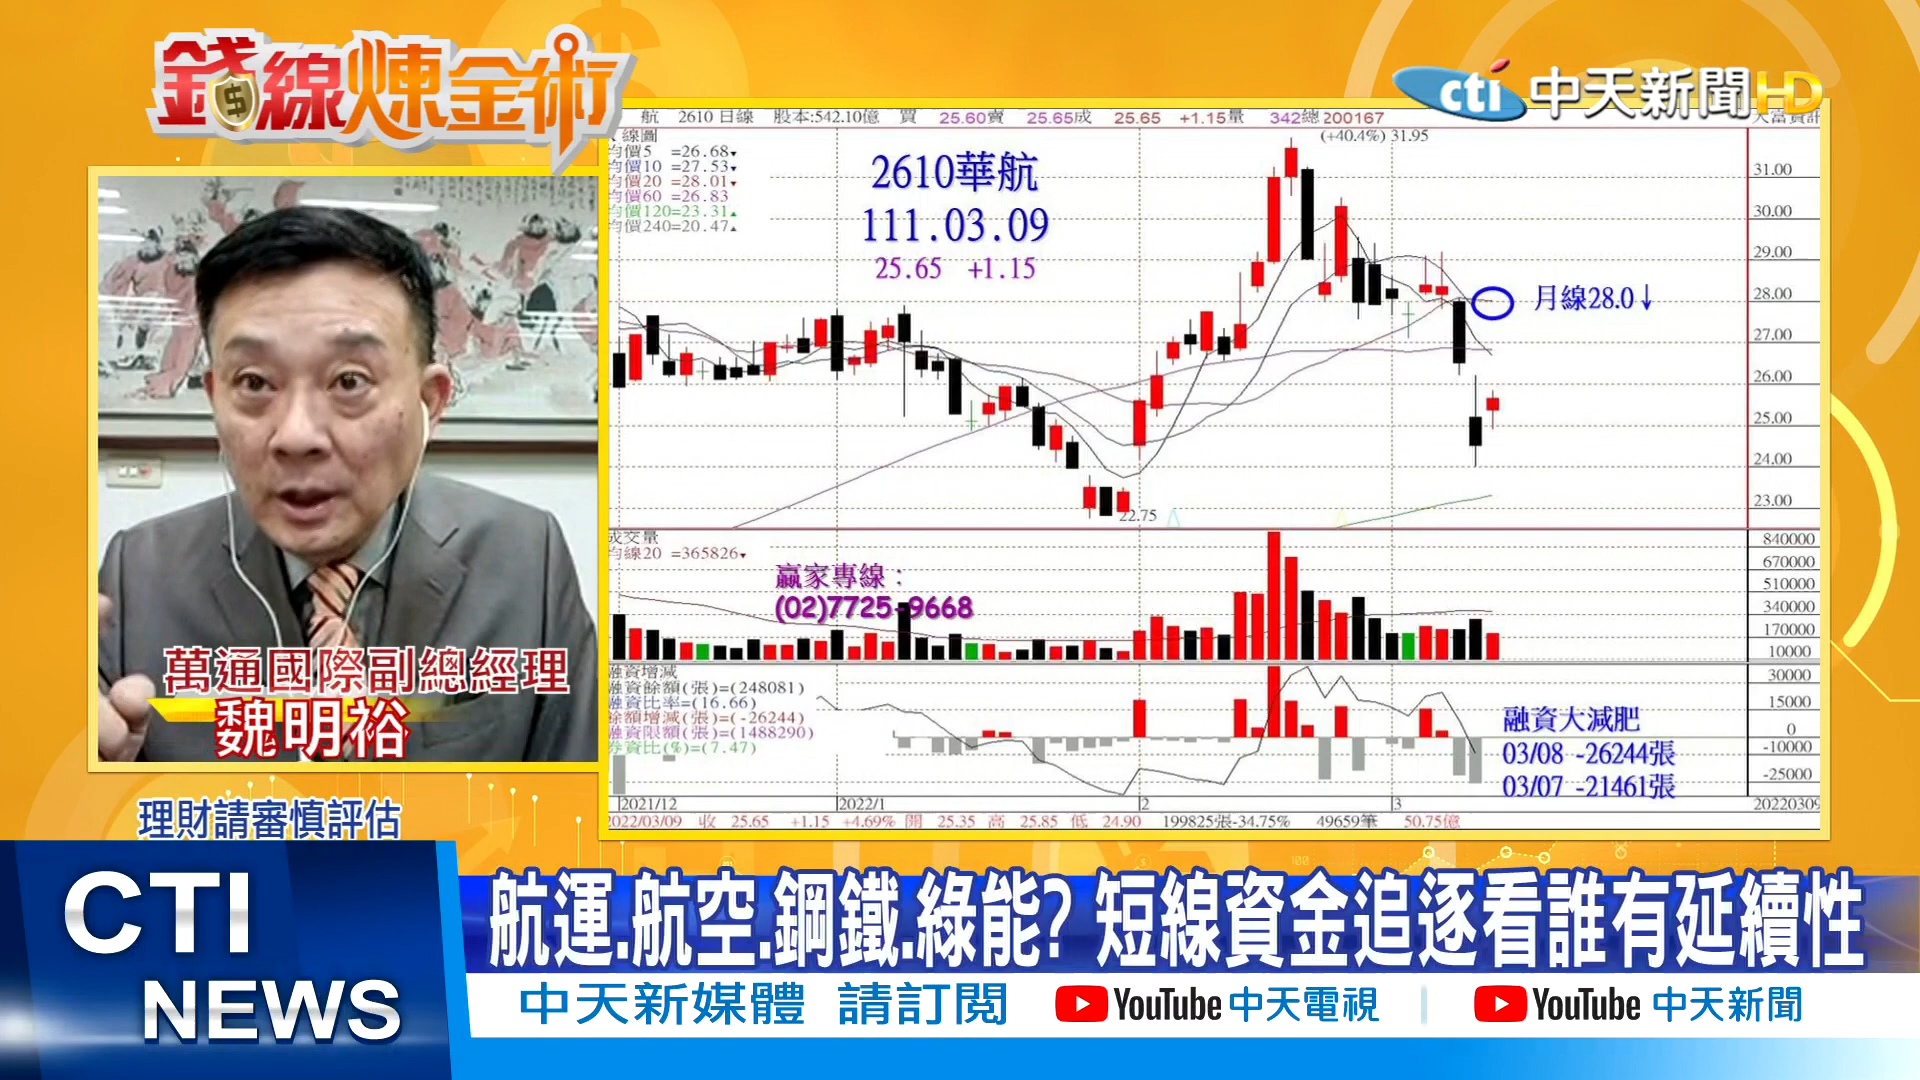 錢線煉金術
cti 中天新聞HD
航 2610 日線 股本:542.10億 買 25.60賣 25.65成 25.65 +1.15量 342總200167
線圖
均價5 =26.68▾
均價10 =27.53▾
均價20 =28.01▾
均價60 =26.83
均價120=23.31▴
均價240=20.47▴
2610華航
111.03.09
25.65 +1.15
(+40.4%) 31.95
31.00
30.00
29.00
28.00
27.00
26.00
25.00
24.00
23.00
月線28.0↓
22.75
成交量
均線20 =365826▾
贏家專線：
(02)7725-9668
840000
670000
510000
340000
170000
10000
融資增減
融資餘額(張)=(248081)
融資比率=(16.66)
餘額增減(張)=(-26244)
融資限額(張)=(1488290)
券資比(%)=(7.47)
30000
15000
0
-10000
-25000
融資大減肥
03/08 -26244張
03/07 -21461張
2021/12 2022/1 2 3 20220309
2022/03/09 收 25.65 +1.15 +4.69% 開 25.35 高 25.85 低 24.90 199825張-34.75% 49659筆 50.75億
萬通國際副總經理
魏明裕
理財請審慎評估
CTI
NEWS
航運.航空.鋼鐵.綠能? 短線資金追逐看誰有延續性
中天新媒體 請訂閱 YouTube 中天電視 | YouTube 中天新聞